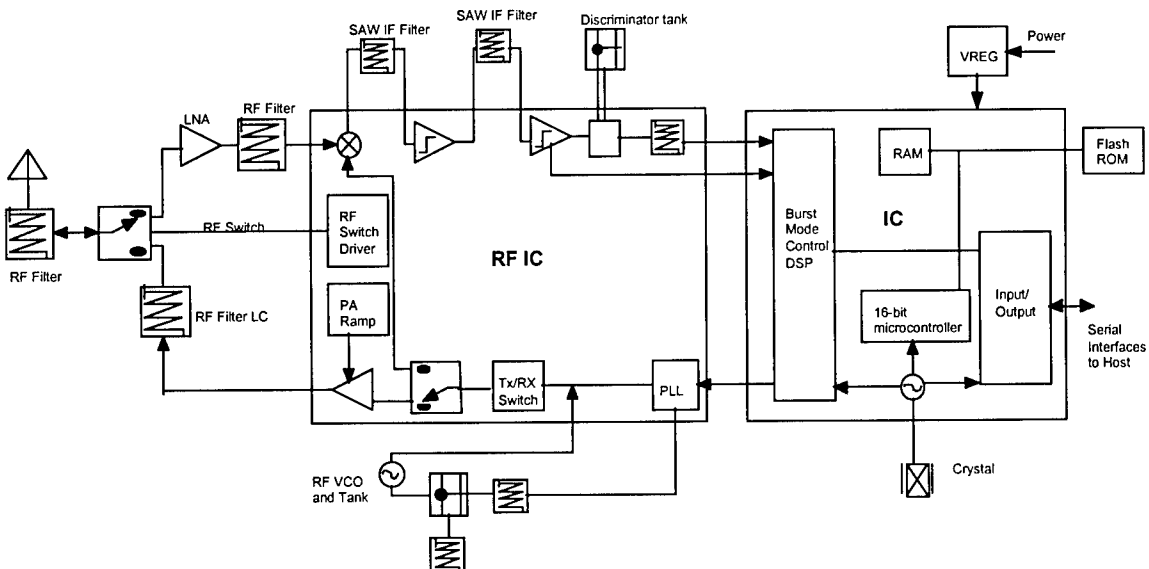 SAW IF Filter
SAW IF Filter
Discriminator tank
Power
VREG
LNA
RF Filter
RAM
Flash
ROM
RF Filter
RF Switch
RF
Switch
Driver
RF IC
Burst
Mode
Control
DSP
IC
RF Filter LC
PA
Ramp
16-bit
microcontroller
Input/
Output
Serial
Interfaces
to Host
Tx/RX
Switch
PLL
RF VCO
and Tank
Crystal